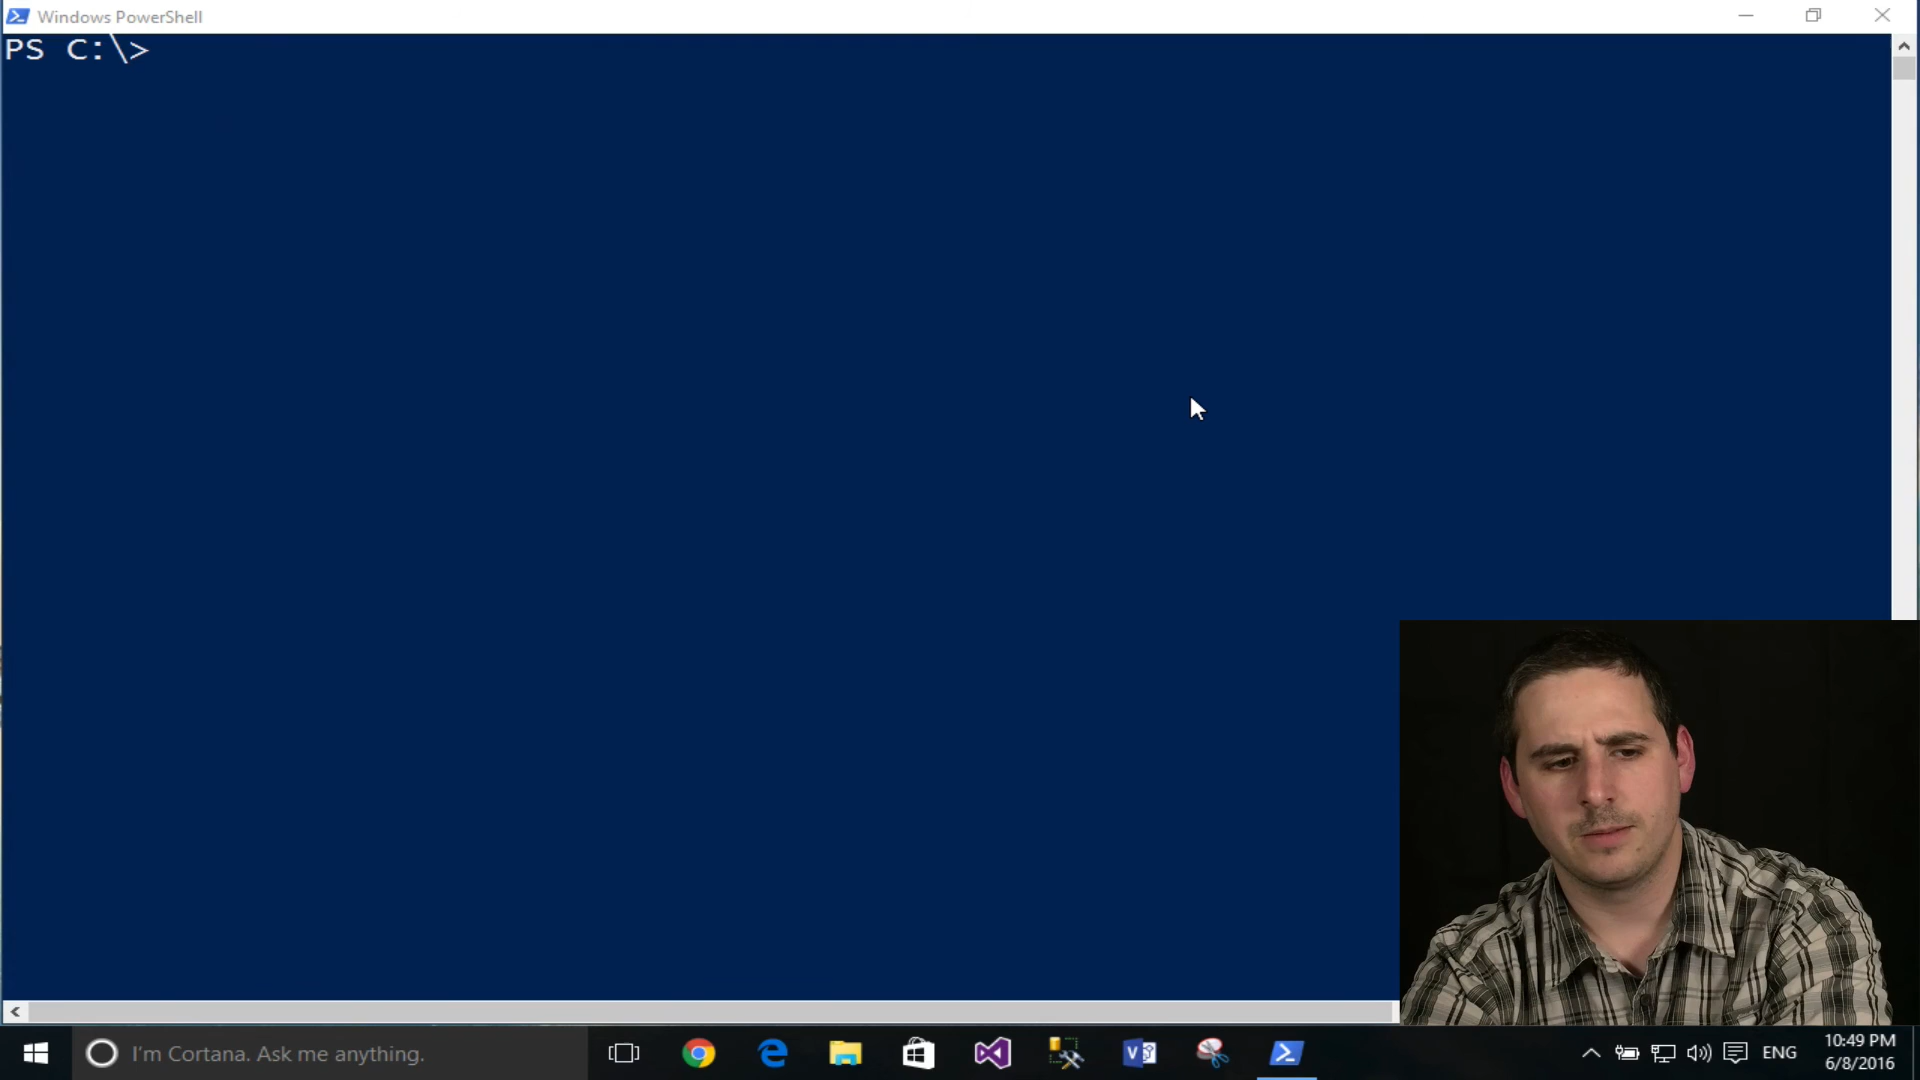 Windows PowerShell
PS C:\>
I'm Cortana. Ask me anything.
ENG
10:49 PM
6/8/2016